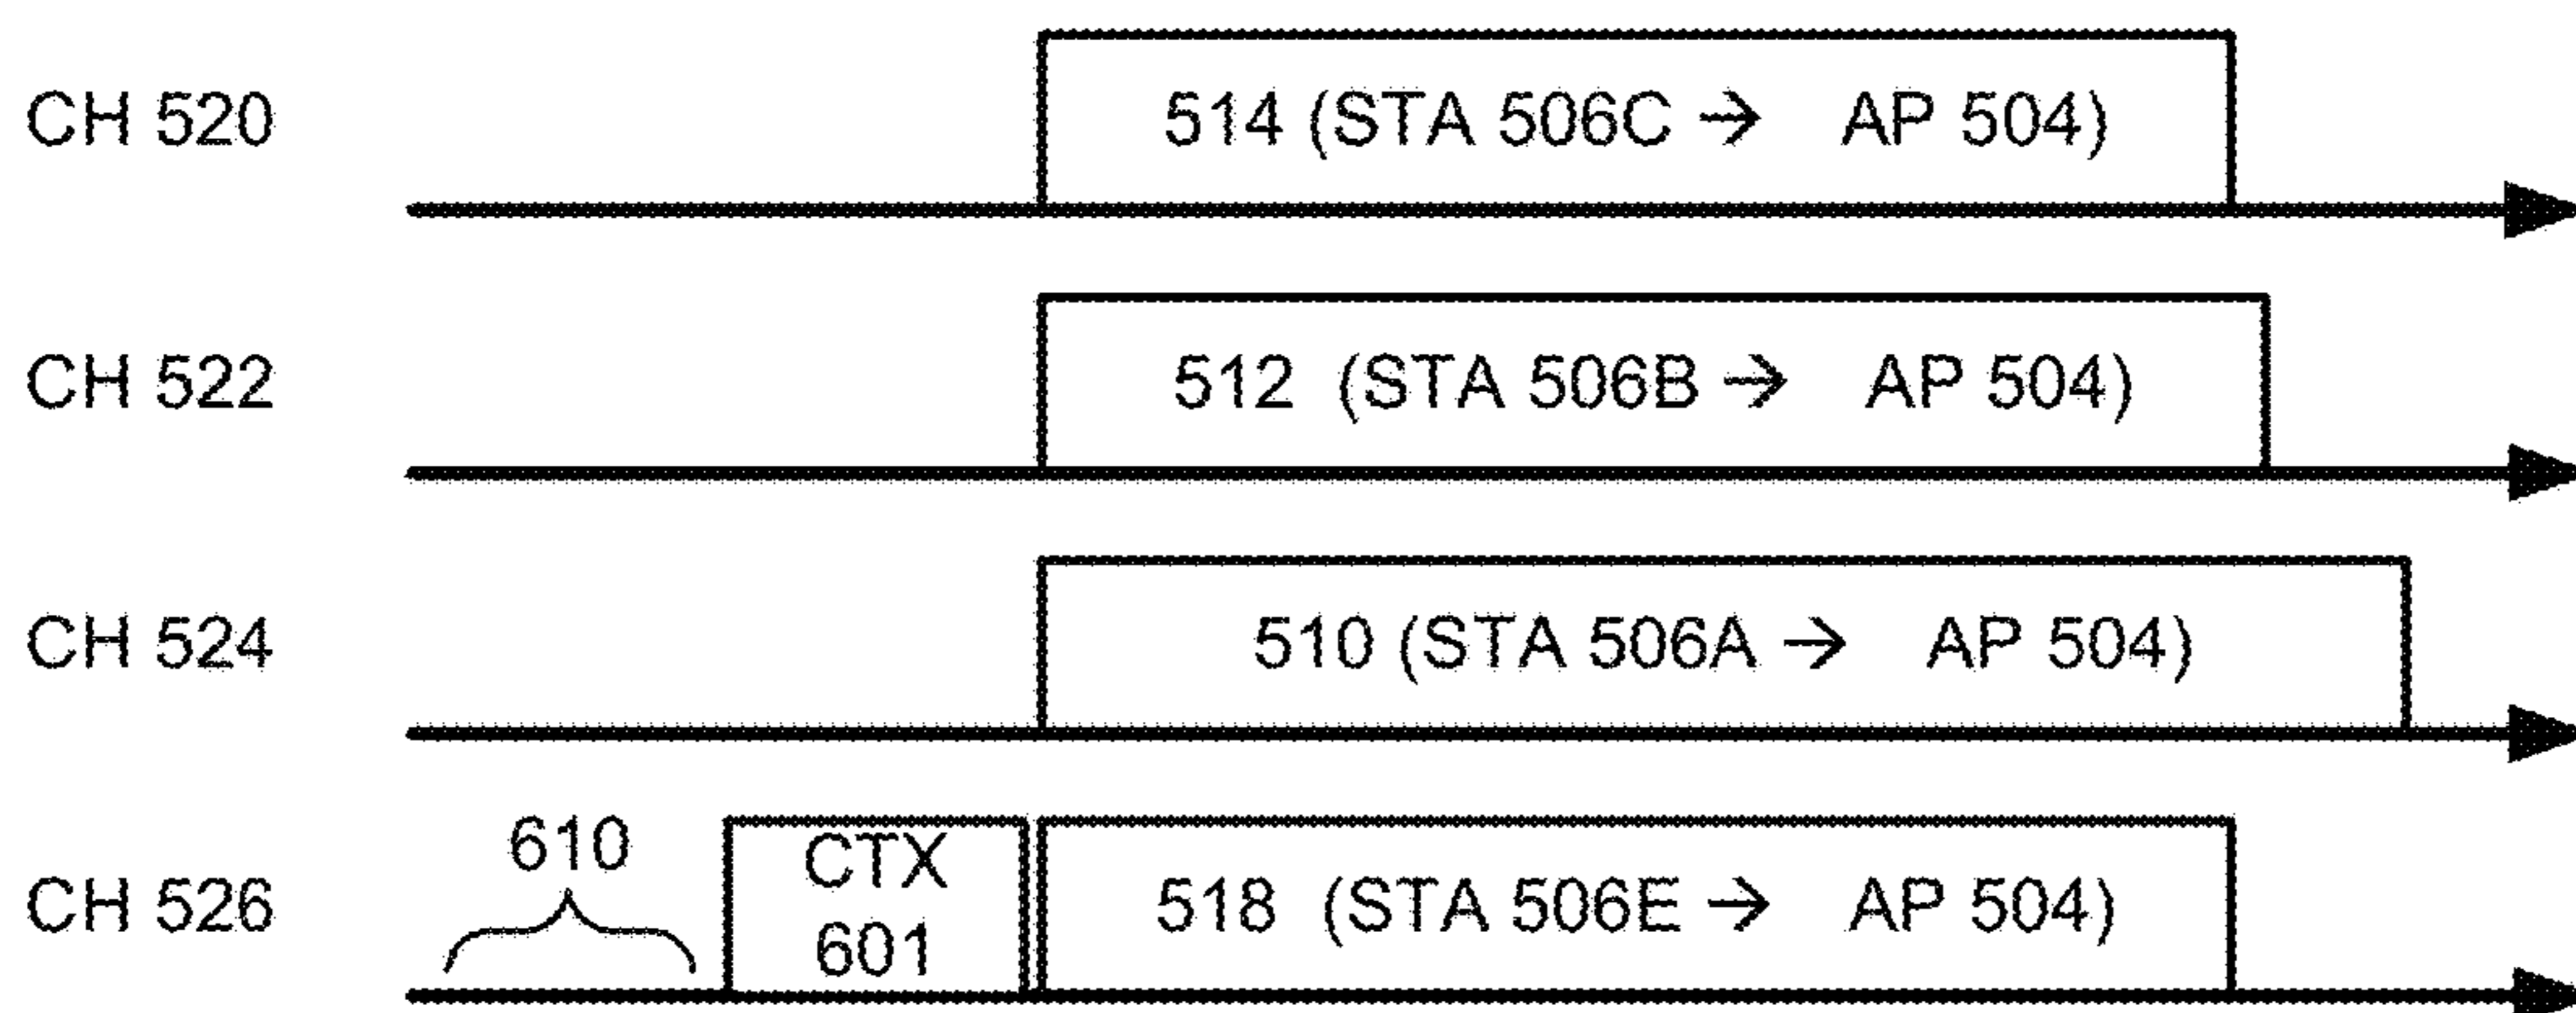 CH 520
514 (STA 506C → AP 504)
CH 522
512 (STA 506B → AP 504)
CH 524
510 (STA 506A → AP 504)
CH 526
610
CTX
601
518 (STA 506E → AP 504)